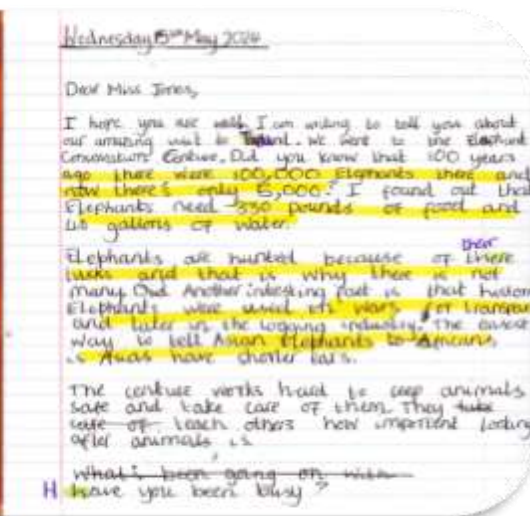 Wednesday 15th May 2024
Dear Miss Jones,
I hope you are well, I am writing to tell you about
our amazing visit to We went to the Elephant
Conservation Centure. Did you know that 100 years
ago there were 100,000 Elephants there and
now there's only 6,000? I found out that
Elephants need 330 pounds of food and
40 gallons of water.
their
Elephants are hunted because of there
tusks and that is why there is not
many. Another fact is that
Elephants were used in wars for transport
and later in the logging industry. The easiest
way to tell Asian Elephants to Africans,
is Asias have shorter ears.
The centure works hard to keep animals
safe and take care of them. They take
care of teach others how important looking
after animals is
What's been going on with
H have you been busy?